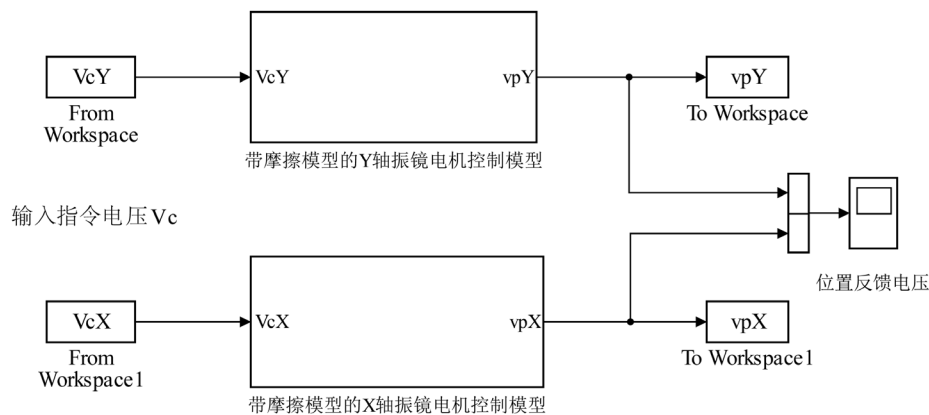 VcY
From
Workspace
VcY
vpY
带摩擦模型的Y轴振镜电机控制模型
vpY
To Workspace
输入指令电压Vc
位置反馈电压
VcX
From
Workspace1
VcX
vpX
带摩擦模型的X轴振镜电机控制模型
vpX
To Workspace1